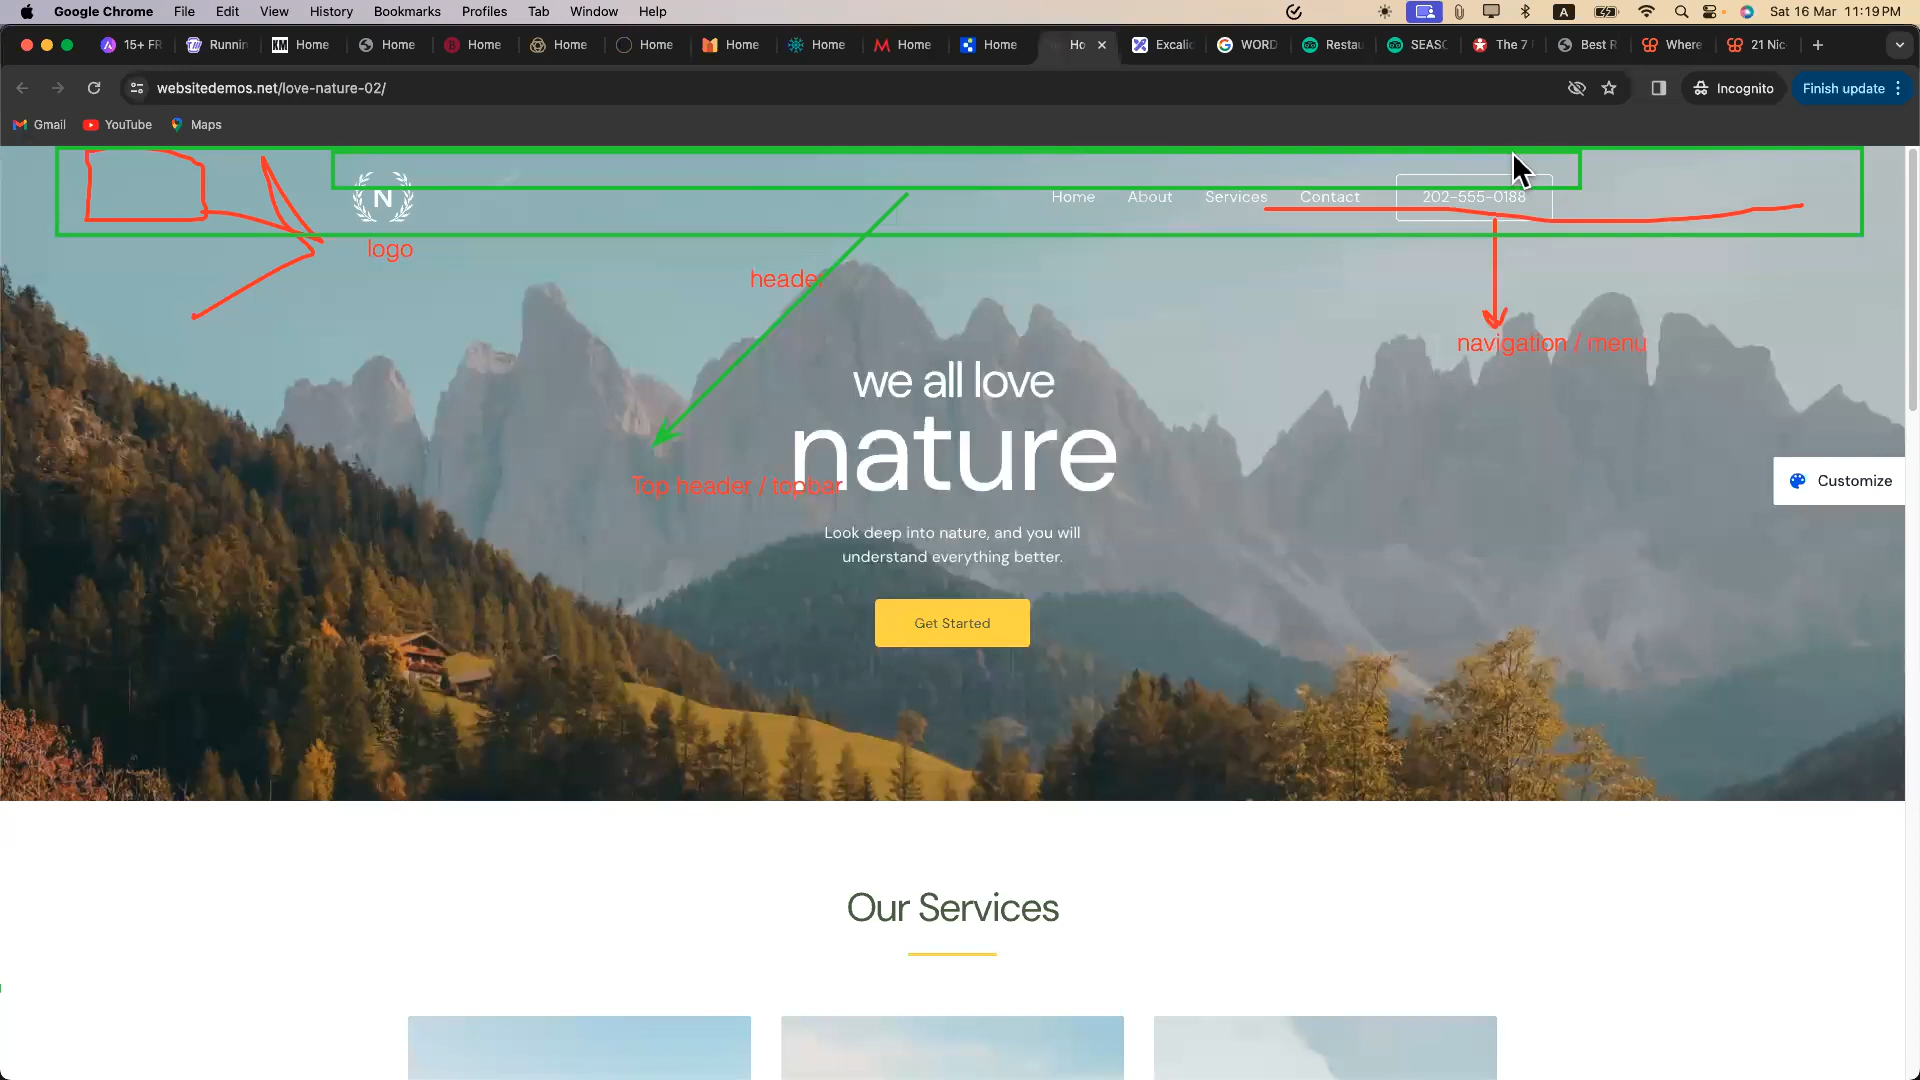 Google Chrome File Edit View History Bookmarks Profiles Tab Window Help A Sat 16 Mar 11:19 PM
15+ FR Runnin KM Home Home Home Home Home Home Home Home Home Ho Excalid WORD Restau SEASO The 7 Best R Where 21 Nic
websitedemos.net/love-nature-02/ Incognito Finish update
Gmail YouTube Maps
N Home About Services Contact 202-555-0188
logo
header
navigation / menu
we all love
nature
Top header / topbar
Customize
Look deep into nature, and you will
understand everything better.
Get Started
Our Services